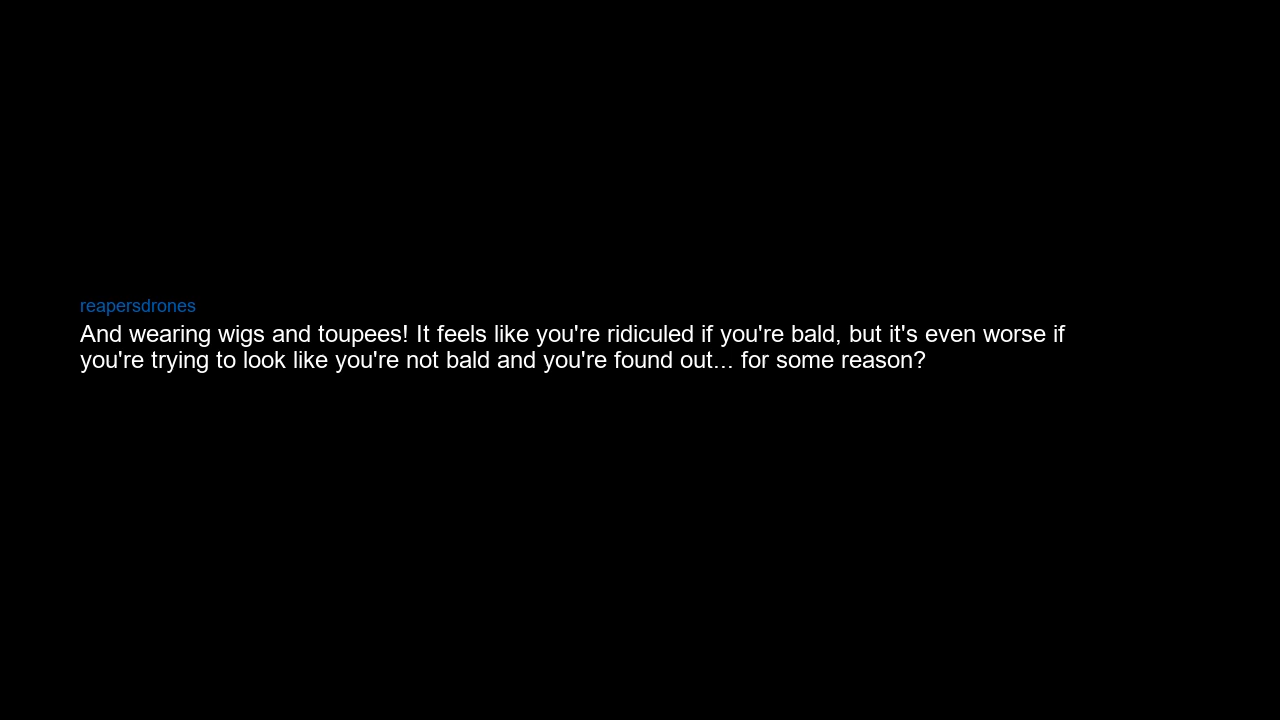 reapersdrones
And wearing wigs and toupees! It feels like you're ridiculed if you're bald, but it's even worse if
you're trying to look like you're not bald and you're found out... for some reason?